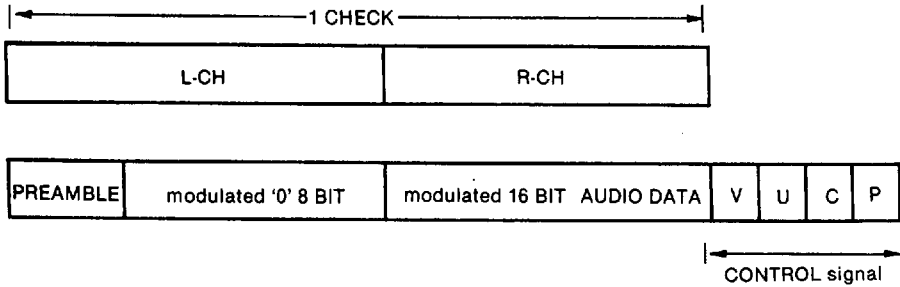 1 CHECK
L-CH R-CH
PREAMBLE modulated '0' 8 BIT modulated 16 BIT AUDIO DATA V U C P
CONTROL signal